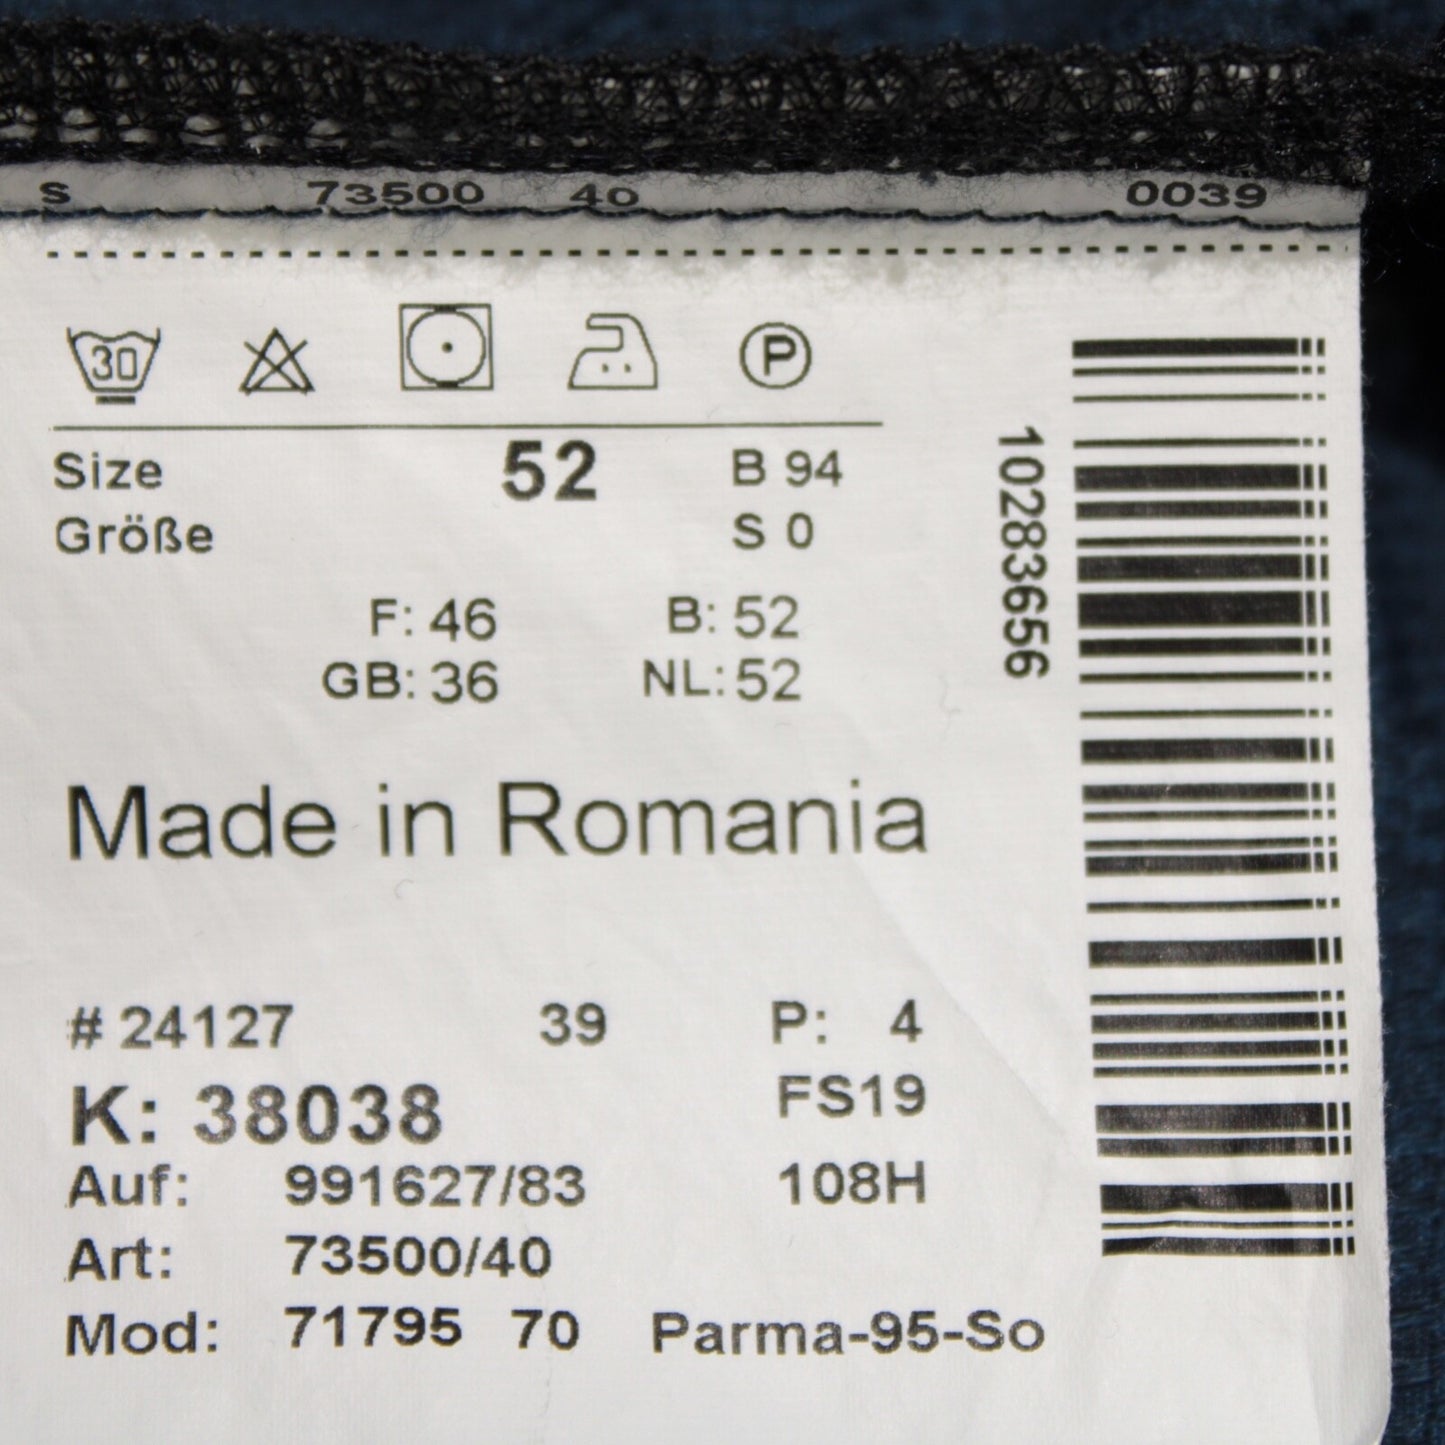 S 73500 40 0039
30 P
Size 52 B 94
Größe S 0
F: 46 B: 52
GB: 36 NL: 52
10283656
Made in Romania
# 24127 39 P: 4
K: 38038 FS19
Auf: 991627/83 108H
Art: 73500/40
Mod: 71795 70 Parma-95-So